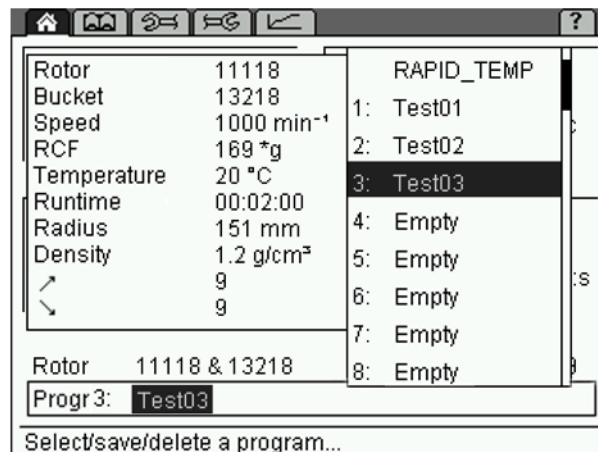 ?
Rotor 11118
Bucket 13218
Speed 1000 min⁻¹
RCF 169 *g
Temperature 20 °C
Runtime 00:02:00
Radius 151 mm
Density 1.2 g/cm³
↗ 9
↘ 9
RAPID_TEMP
1: Test01
2: Test02
3: Test03
4: Empty
5: Empty
6: Empty
7: Empty
8: Empty
:s
Rotor 11118 & 13218
Progr 3: Test03
Select/save/delete a program...